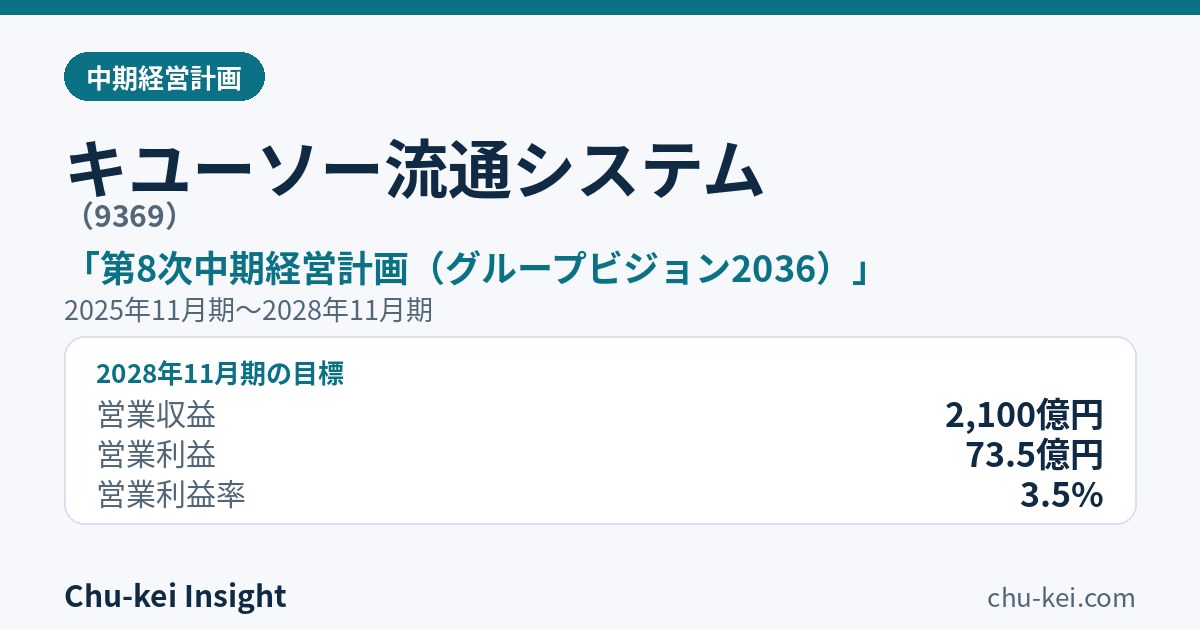 中期経営計画
キユーソー流通システム
（9369）
「第8次中期経営計画（グループビジョン2036）」
2025年11月期～2028年11月期
2028年11月期の目標
営業収益 2,100億円
営業利益 73.5億円
営業利益率 3.5%
Chu-kei Insight chu-kei.com